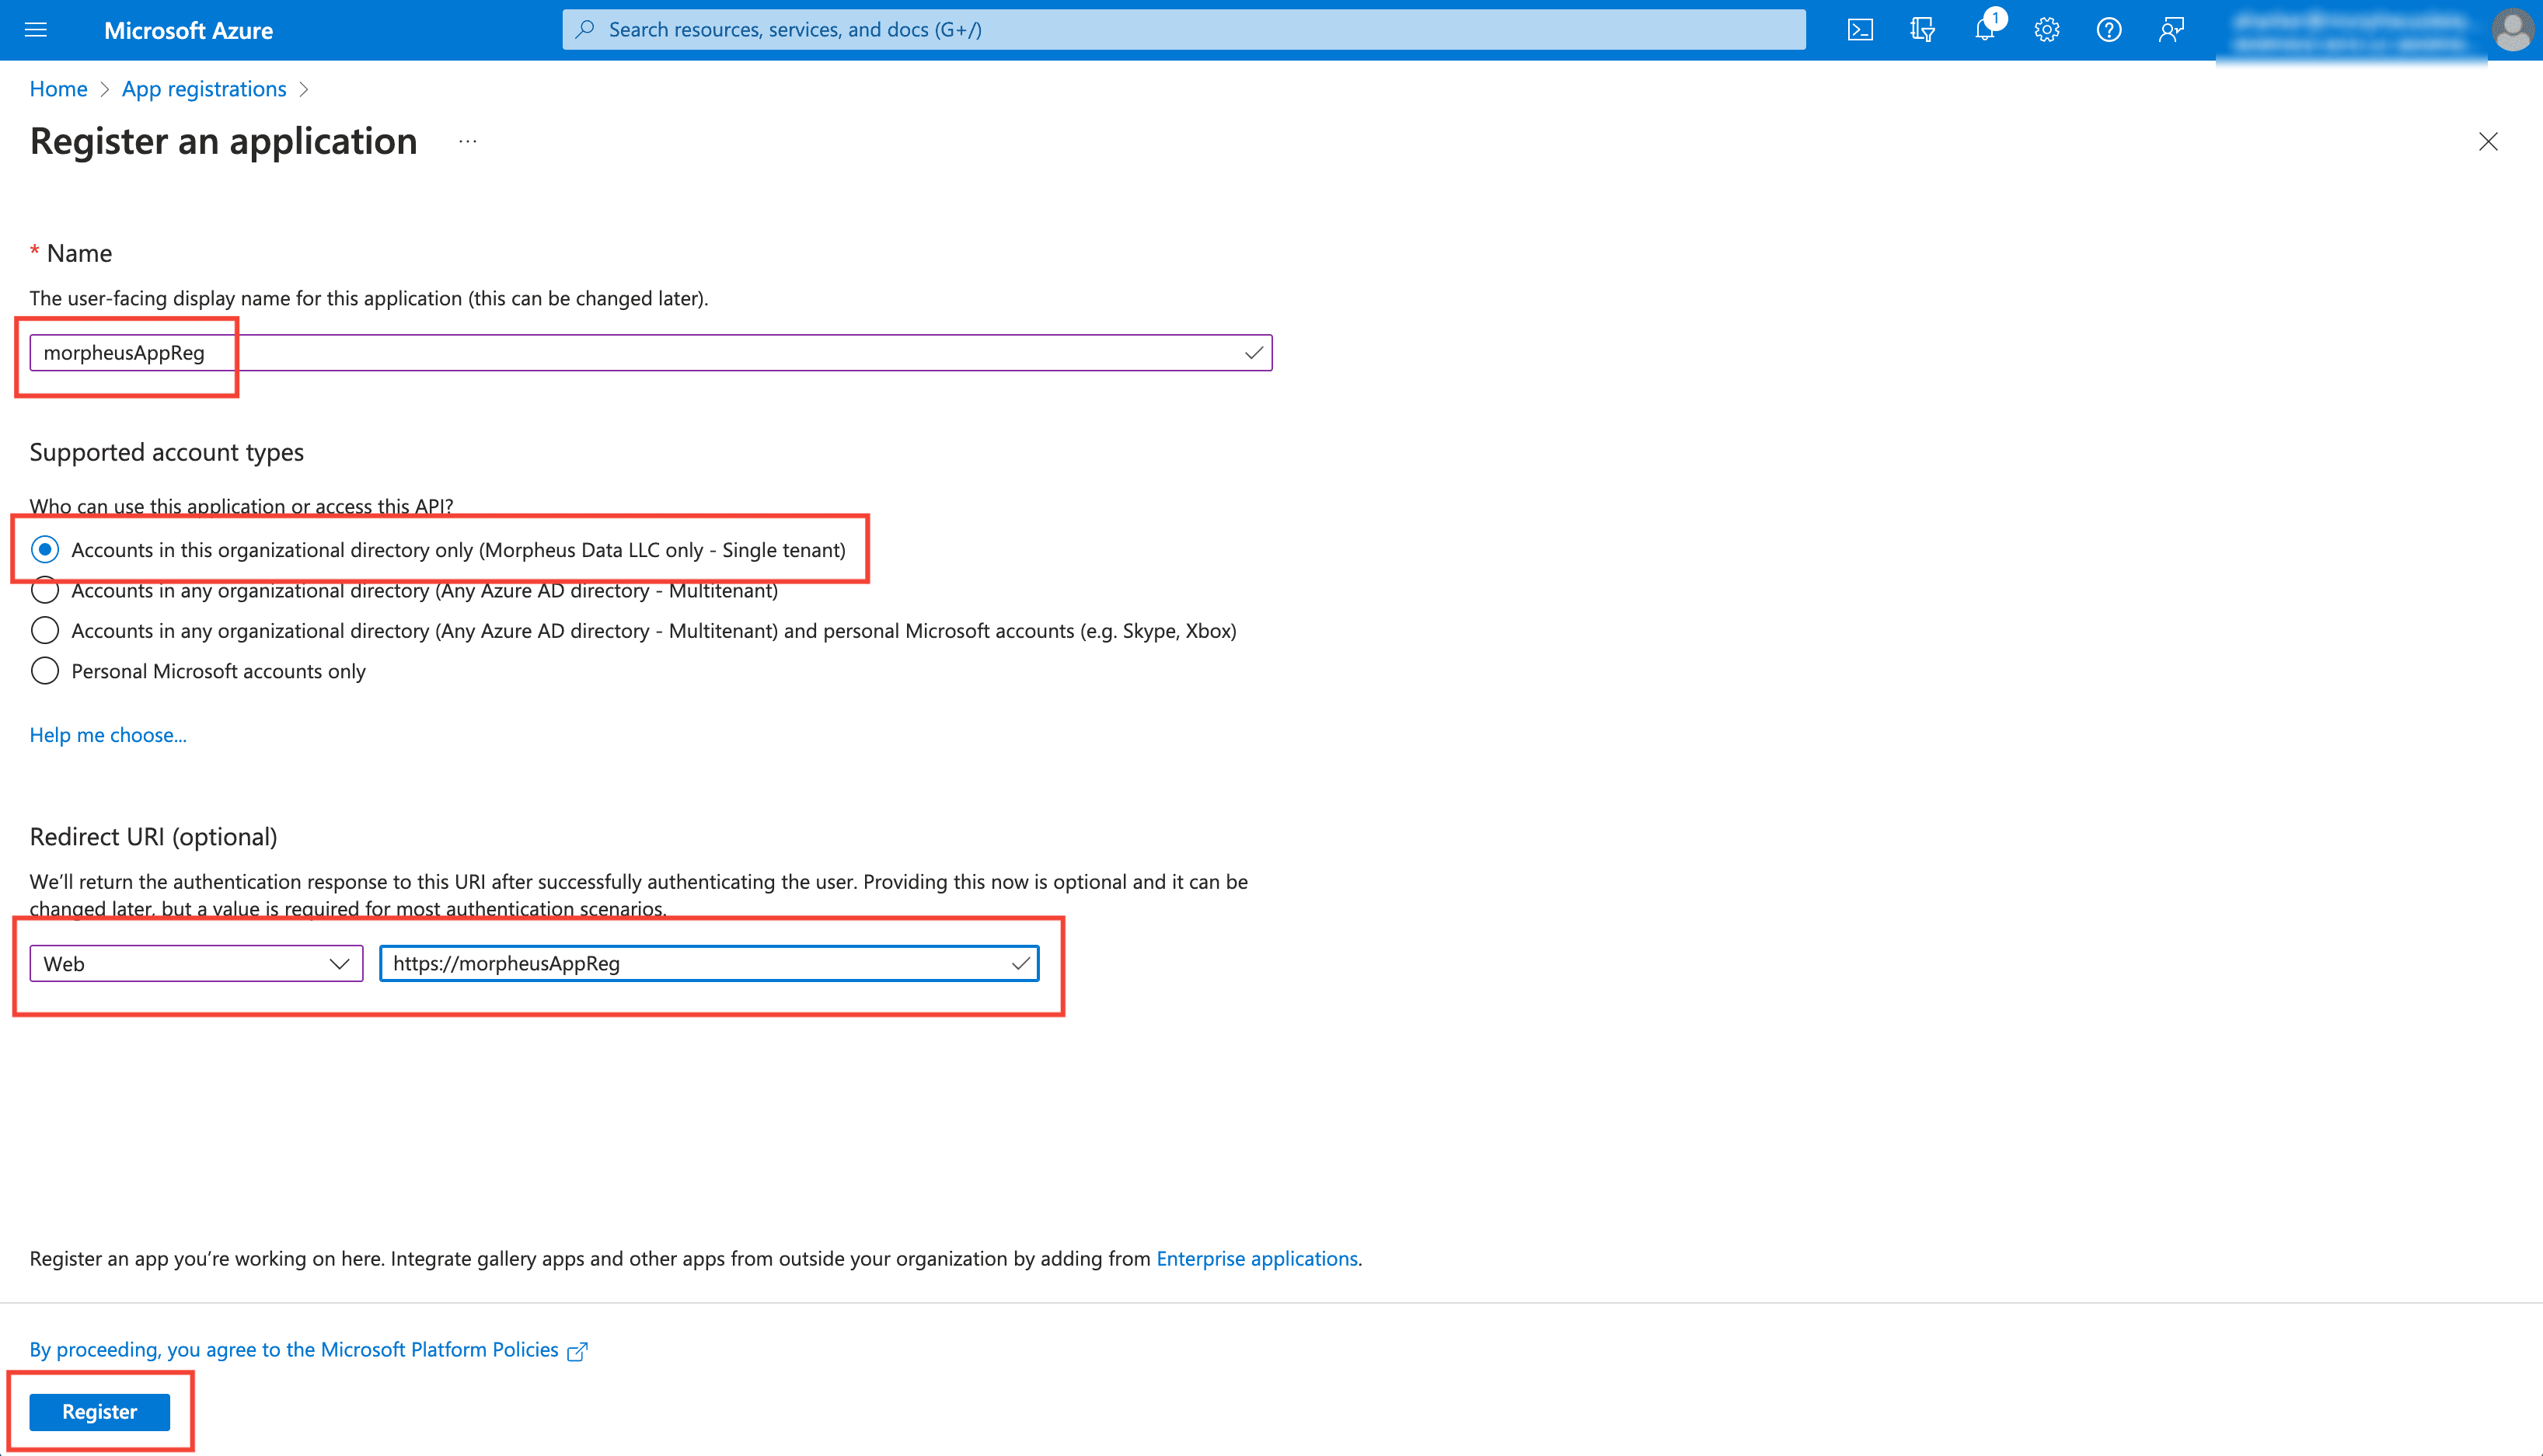 Microsoft Azure
Search resources, services, and docs (G+/)
1
Home > App registrations >
Register an application ...
* Name
The user-facing display name for this application (this can be changed later).
morpheusAppReg
Supported account types
Who can use this application or access this API?
Accounts in this organizational directory only (Morpheus Data LLC only - Single tenant)
Accounts in any organizational directory (Any Azure AD directory - Multitenant)
Accounts in any organizational directory (Any Azure AD directory - Multitenant) and personal Microsoft accounts (e.g. Skype, Xbox)
Personal Microsoft accounts only
Help me choose...
Redirect URI (optional)
We’ll return the authentication response to this URI after successfully authenticating the user. Providing this now is optional and it can be
changed later, but a value is required for most authentication scenarios.
Web
https://morpheusAppReg
Register an app you’re working on here. Integrate gallery apps and other apps from outside your organization by adding from Enterprise applications.
By proceeding, you agree to the Microsoft Platform Policies
Register